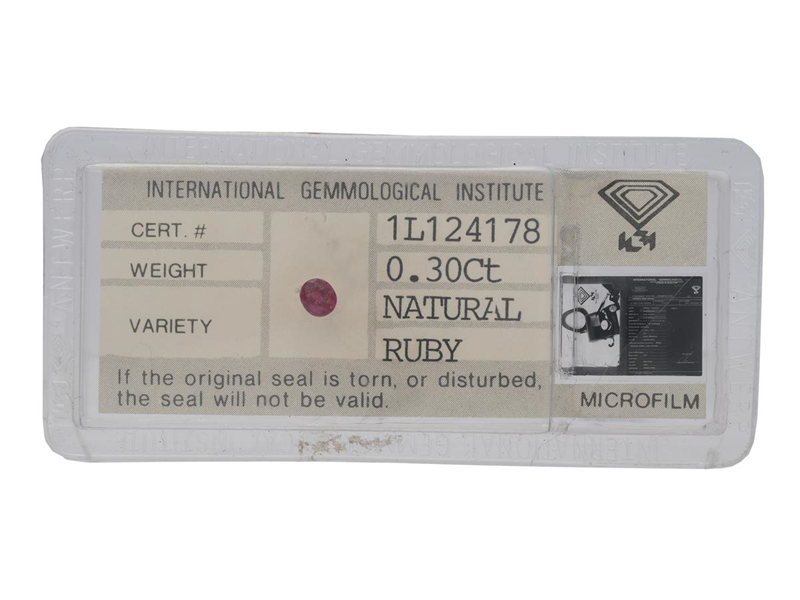 INTERNATIONAL GEMMOLOGICAL INSTITUTE
CERT. # 1L124178
WEIGHT 0.30Ct
VARIETY NATURAL
RUBY
If the original seal is torn, or disturbed,
the seal will not be valid.
MICROFILM